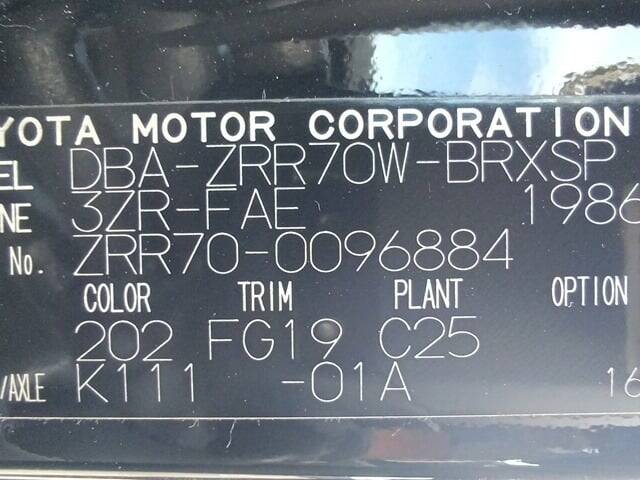 YOTA MOTOR CORPORATION
EL DBA-ZRR70W-BRXSP
NE 3ZR-FAE 1986
No. ZRR70-0096884
COLOR TRIM PLANT OPTION
202 FG19 C25
/AXLE K111 -01A 16